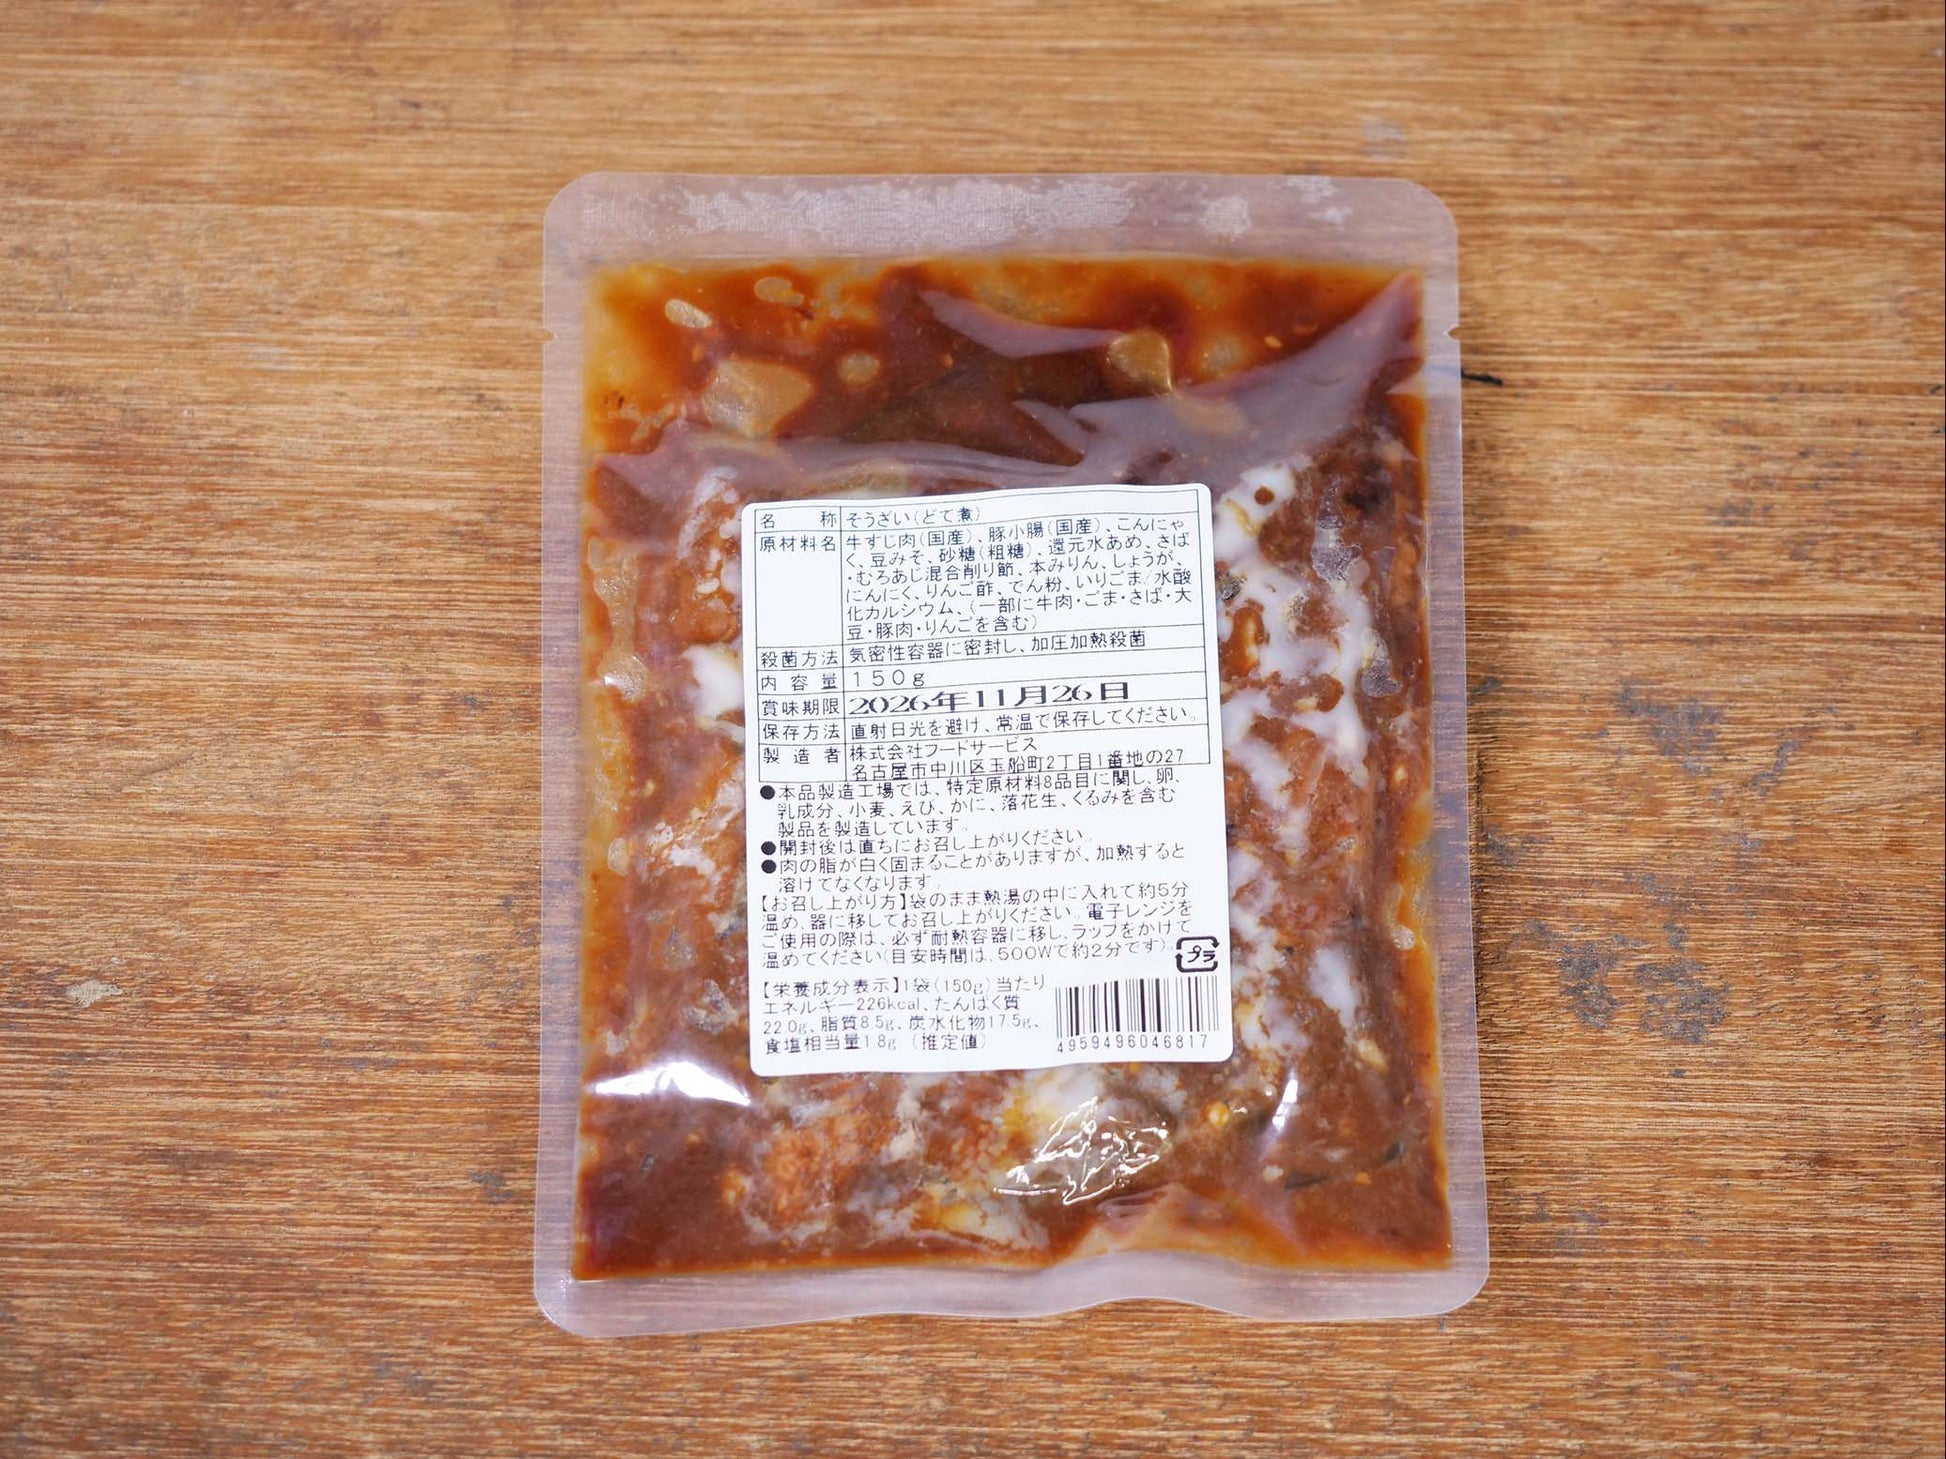 名称 そうざい(どて煮)
原材料名 牛すじ肉(国産)、豚小腸(国産)、こんにゃ
く、豆みそ、砂糖(粗糖)、還元水あめ、さば
・むろあじ混合削り節、本みりん、しょうが、
にんにく、りんご酢、でん粉、いりごま/水酸
化カルシウム、(一部に牛肉・ごま・さば・大
豆・豚肉・りんごを含む)
殺菌方法 気密性容器に密封し、加圧加熱殺菌
内容量 150g
賞味期限 2026年11月26日
保存方法 直射日光を避け、常温で保存してください。
製造者 株式会社フードサービス
名古屋市中川区玉船町2丁目1番地の27
●本品製造工場では、特定原材料8品目に関し、卵、
乳成分、小麦、えび、かに、落花生、くるみを含む
製品を製造しています。
●開封後は直ちにお召し上がりください。
●肉の脂が白く固まることがありますが、加熱すると
溶けてなくなります。
【お召し上がり方】袋のまま熱湯の中に入れて約5分
温め、器に移してお召し上がりください。電子レンジを
ご使用の際は、必ず耐熱容器に移し、ラップをかけて
温めてください(目安時間は、500Wで約2分です)。
プラ
【栄養成分表示】1袋(150g)当たり
エネルギー226kcal、たんぱく質
22.0g、脂質8.5g、炭水化物17.5g、
食塩相当量1.8g (推定値)
4959496046817